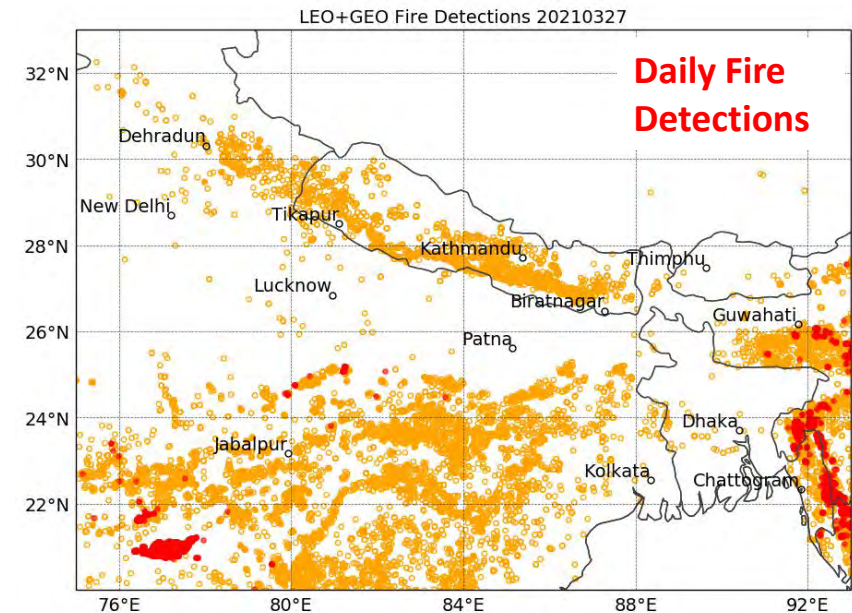 LEO+GEO Fire Detections 20210327
Daily Fire
Detections
32°N
Dehradun
30°N
New Delhi
Tikapur
28°N
Kathmandu
Thimphu
Lucknow
Biratnagar
Guwahati
26°N
Patna
24°N
Dhaka
Jabalpur
Kolkata
Chattogram
22°N
76°E 80°E 84°E 88°E 92°E